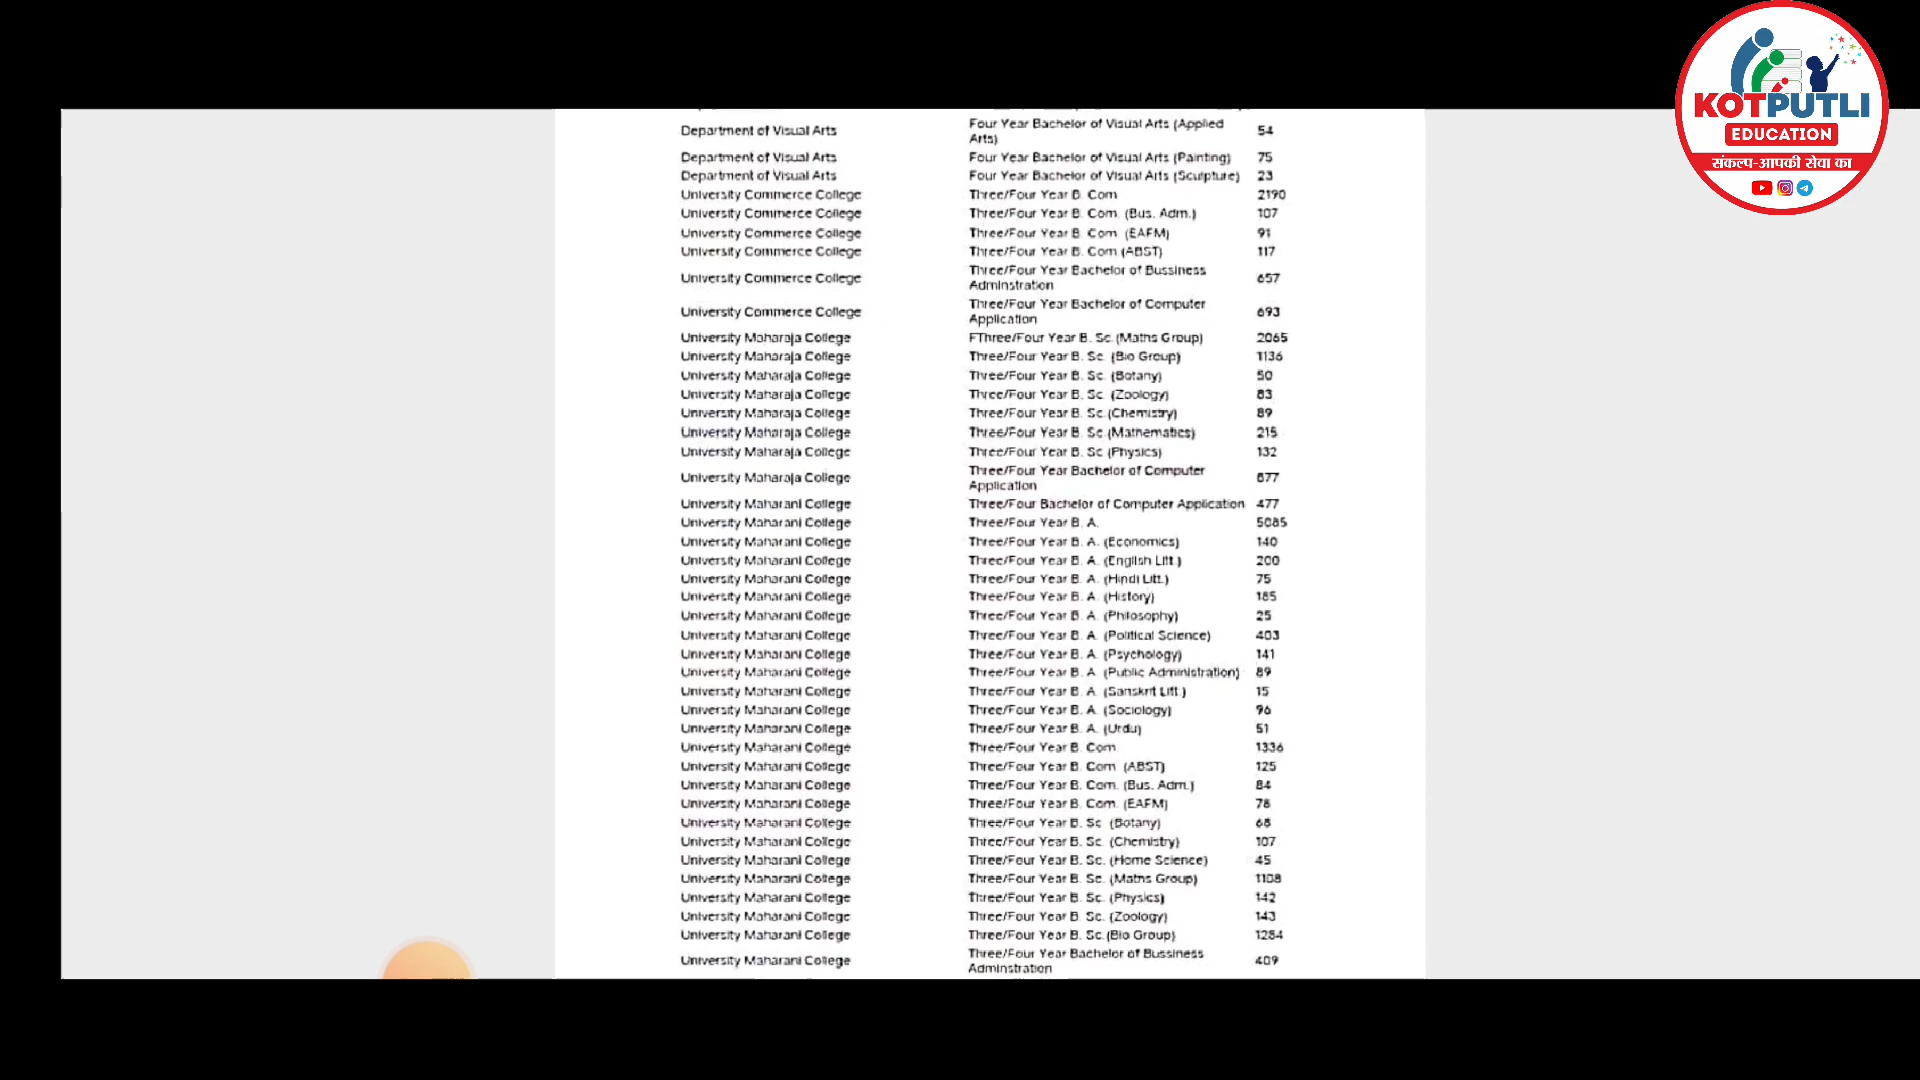 KOTPUTLI
EDUCATION
संकल्प-आपकी सेवा का
Department of Visual Arts Four Year Bachelor of Visual Arts (Applied Arts) 54
Department of Visual Arts Four Year Bachelor of Visual Arts (Painting) 75
Department of Visual Arts Four Year Bachelor of Visual Arts (Sculpture) 23
University Commerce College Three/Four Year B. Com 2190
University Commerce College Three/Four Year B. Com. (Bus. Adm.) 107
University Commerce College Three/Four Year B. Com. (EAFM) 91
University Commerce College Three/Four Year B. Com (ABST) 117
University Commerce College Three/Four Year Bachelor of Bussiness Adminstration 657
University Commerce College Three/Four Year Bachelor of Computer Application 693
University Maharaja College FThree/Four Year B. Sc.(Maths Group) 2065
University Maharaja College Three/Four Year B. Sc. (Bio Group) 1136
University Maharaja College Three/Four Year B. Sc. (Botany) 50
University Maharaja College Three/Four Year B. Sc. (Zoology) 83
University Maharaja College Three/Four Year B. Sc.(Chemistry) 89
University Maharaja College Three/Four Year B. Sc.(Mathematics) 215
University Maharaja College Three/Four Year B. Sc.(Physics) 132
University Maharaja College Three/Four Year Bachelor of Computer Application
University Maharani College Three/Four Bachelor of Computer Application 477
University Maharani College Three/Four Year B. A. 5085
University Maharani College Three/Four Year B. A. (Economics) 140
University Maharani College Three/Four Year B. A. (English Litt.) 200
University Maharani College Three/Four Year B. A. (Hindi Litt.) 75
University Maharani College Three/Four Year B. A. (History) 185
University Maharani College Three/Four Year B. A. (Philosophy) 25
University Maharani College Three/Four Year B. A. (Political Science) 403
University Maharani College Three/Four Year B. A. (Psychology) 141
University Maharani College Three/Four Year B. A. (Public Administration) 89
University Maharani College Three/Four Year B. A. (Sanskrit Litt.) 15
University Maharani College Three/Four Year B. A. (Sociology) 96
University Maharani College Three/Four Year B. A. (Urdu) 51
University Maharani College Three/Four Year B. Com 1336
University Maharani College Three/Four Year B. Com. (ABST) 125
University Maharani College Three/Four Year B. Com. (Bus. Adm.) 84
University Maharani College Three/Four Year B. Com. (EAFM) 78
University Maharani College Three/Four Year B. Sc. (Botany) 68
University Maharani College Three/Four Year B. Sc. (Chemistry) 107
University Maharani College Three/Four Year B. Sc. (Home Science) 45
University Maharani College Three/Four Year B. Sc. (Maths Group) 1108
University Maharani College Three/Four Year B. Sc. (Physics) 142
University Maharani College Three/Four Year B. Sc. (Zoology) 143
University Maharani College Three/Four Year B. Sc.(Bio Group) 1284
University Maharani College Three/Four Year Bachelor of Bussiness Adminstration 409